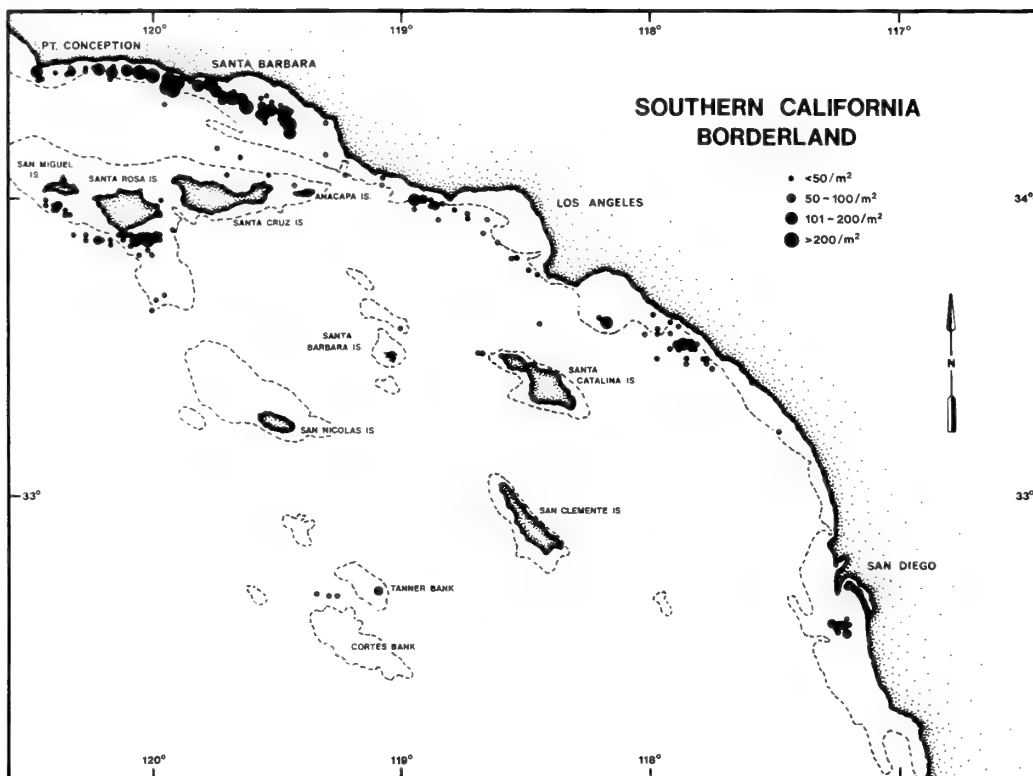 120°
119°
118°
117°
PT. CONCEPTION
SANTA BARBARA
SOUTHERN CALIFORNIA
BORDERLAND
<50/m²
50-100/m²
101-200/m²
>200/m²
SAN MIGUEL
IS
SANTA ROSA IS
ANACAPA IS.
SANTA CRUZ IS
LOS ANGELES
34°
SANTA
BARBARA IS
SANTA
CATALINA IS
N
SAN NICOLAS IS
33°
33°
SAN CLEMENTE IS
SAN DIEGO
TANNER BANK
CORTES BANK
120°
119°
118°
117°